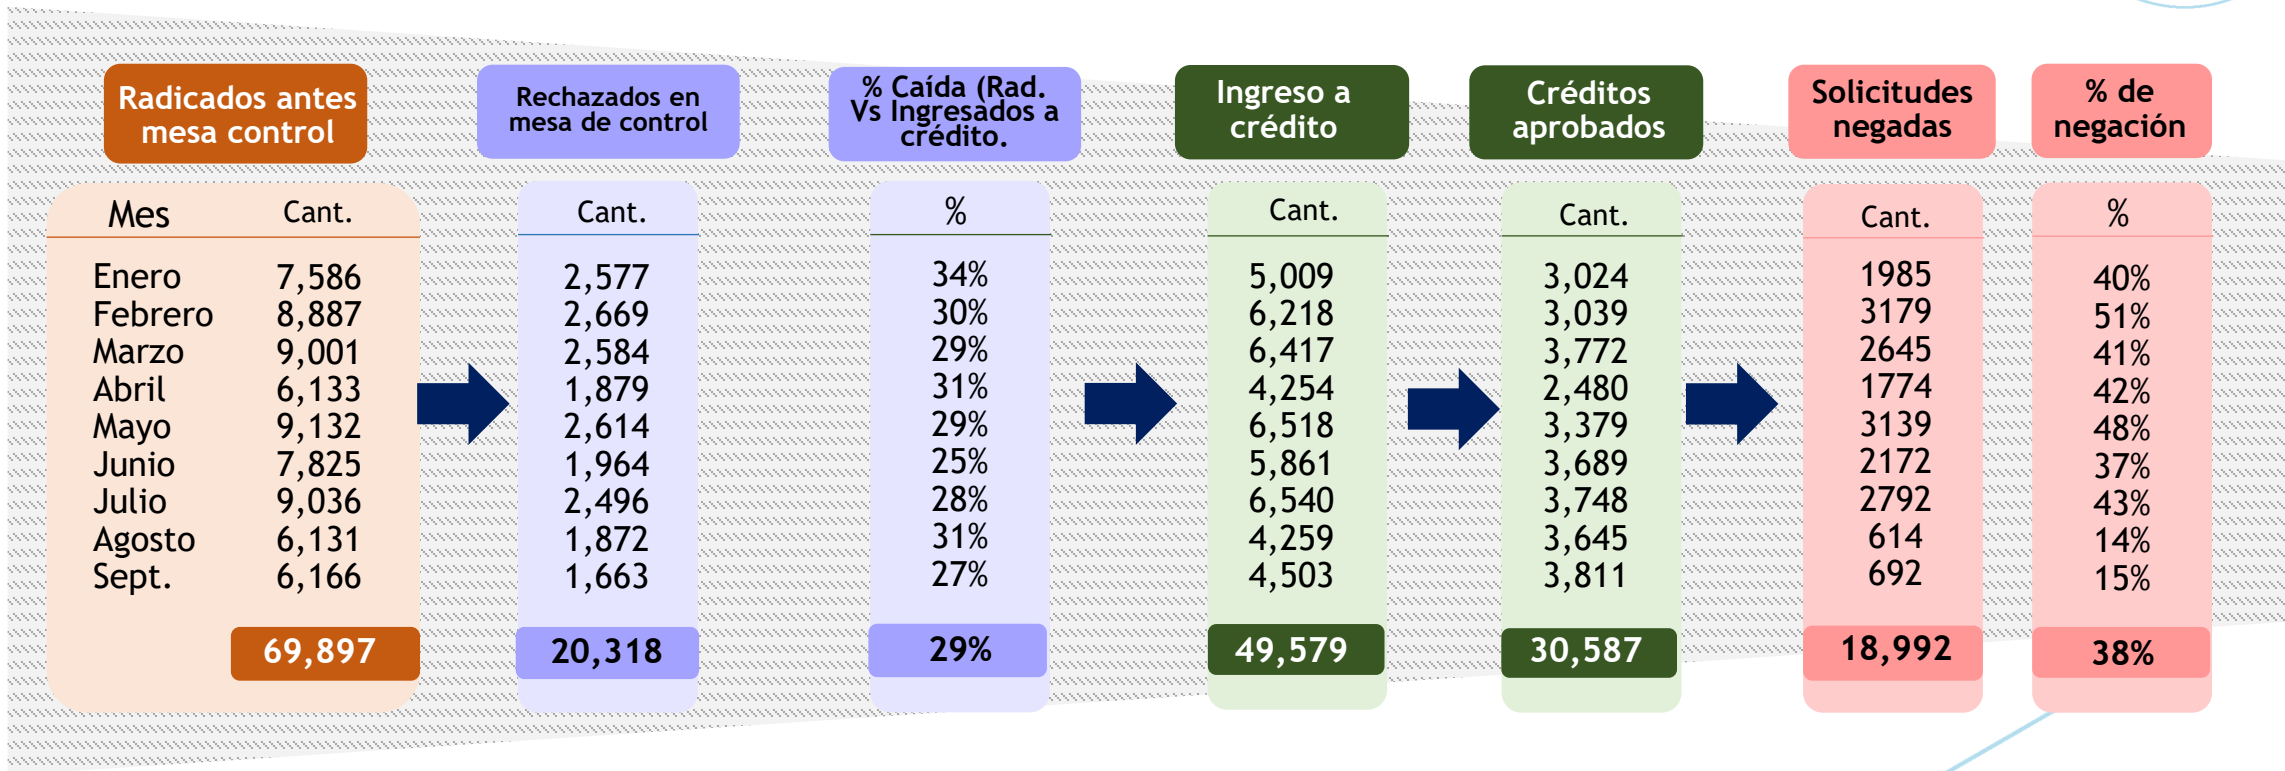 Radicados antes
mesa control
Rechazados en
mesa de control
% Caída (Rad.
Vs Ingresados a
crédito.
Ingreso a
crédito
Créditos
aprobados
Solicitudes
negadas
% de
negación
Mes Cant. Cant. % Cant. Cant. Cant. %
Enero 7,586 2,577 34% 5,009 3,024 1985 40%
Febrero 8,887 2,669 30% 6,218 3,039 3179 51%
Marzo 9,001 2,584 29% 6,417 3,772 2645 41%
Abril 6,133 1,879 31% 4,254 2,480 1774 42%
Mayo 9,132 2,614 29% 6,518 3,379 3139 48%
Junio 7,825 1,964 25% 5,861 3,689 2172 37%
Julio 9,036 2,496 28% 6,540 3,748 2792 43%
Agosto 6,131 1,872 31% 4,259 3,645 614 14%
Sept. 6,166 1,663 27% 4,503 3,811 692 15%
69,897 20,318 29% 49,579 30,587 18,992 38%